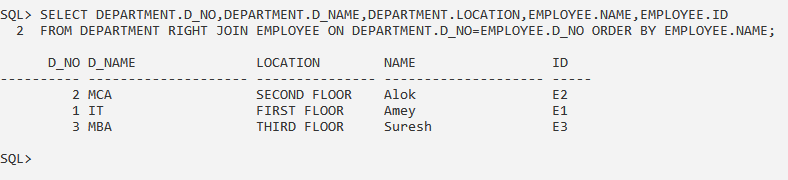 SQL> SELECT DEPARTMENT.D_NO,DEPARTMENT.D_NAME,DEPARTMENT.LOCATION,EMPLOYEE.NAME,EMPLOYEE.ID
  2  FROM DEPARTMENT RIGHT JOIN EMPLOYEE ON DEPARTMENT.D_NO=EMPLOYEE.D_NO ORDER BY EMPLOYEE.NAME;
      D_NO D_NAME               LOCATION        NAME                 ID
---------- -------------------- --------------- -------------------- -----
         2 MCA                  SECOND FLOOR    Alok                 E2
         1 IT                   FIRST FLOOR     Amey                 E1
         3 MBA                  THIRD FLOOR     Suresh               E3
SQL>